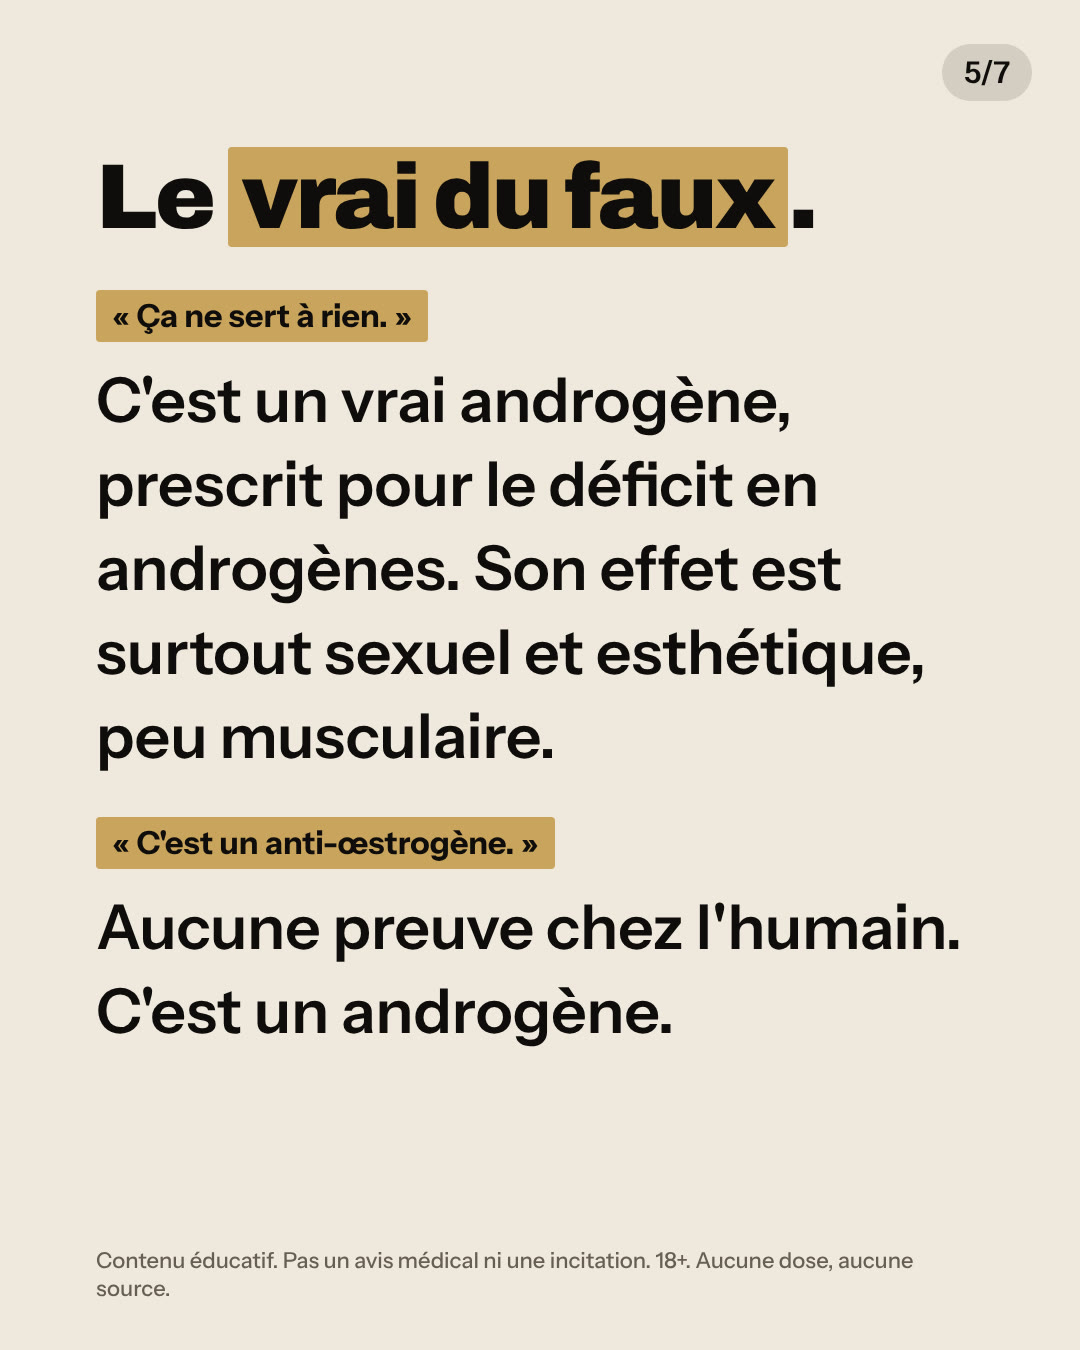 5/7
Le vrai du faux.
« Ça ne sert à rien. »
C'est un vrai androgène,
prescrit pour le déficit en
androgènes. Son effet est
surtout sexuel et esthétique,
peu musculaire.
« C'est un anti-œstrogène. »
Aucune preuve chez l'humain.
C'est un androgène.
Contenu éducatif. Pas un avis médical ni une incitation. 18+. Aucune dose, aucune
source.